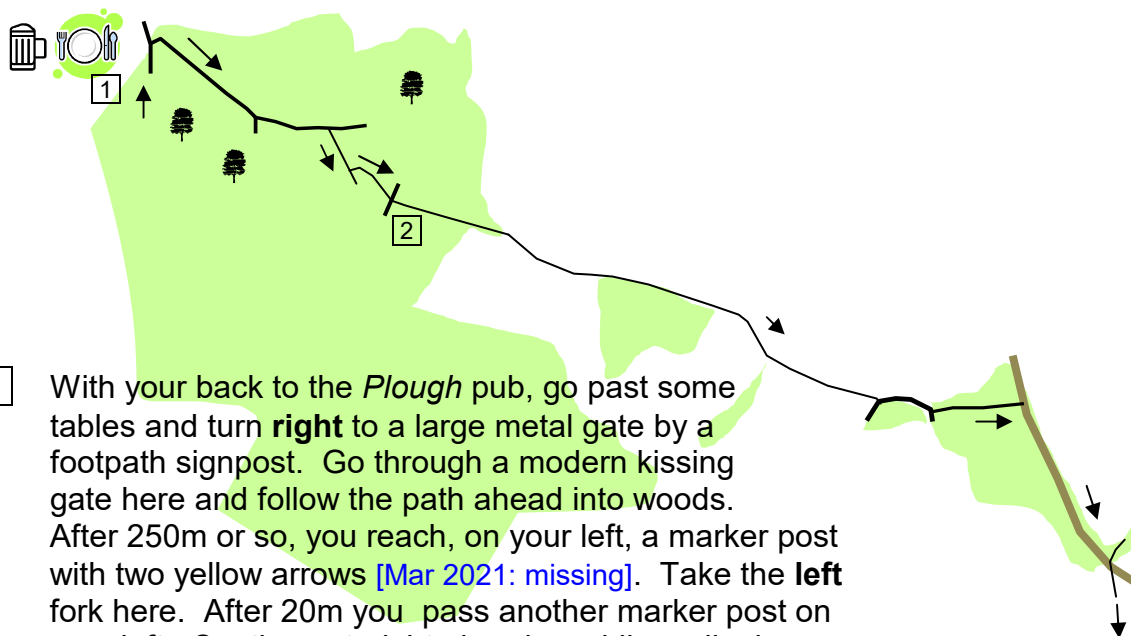 1
2
With your back to the Plough pub, go past some
tables and turn right to a large metal gate by a
footpath signpost. Go through a modern kissing
gate here and follow the path ahead into woods.
After 250m or so, you reach, on your left, a marker post
with two yellow arrows [Mar 2021: missing]. Take the left
fork here. After 20m you pass another marker post on